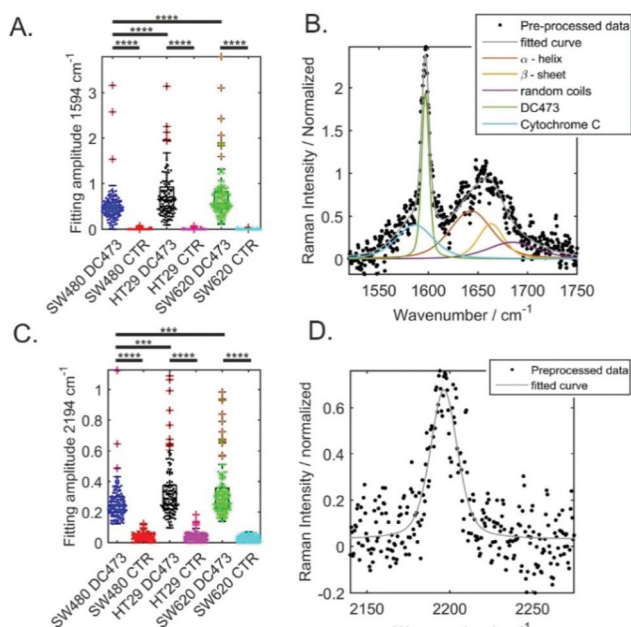 A.
****
****
**** **** ****
Fitting amplitude 1594 cm⁻¹
3
2
1
0
SW480 DC473
SW480 CTR
HT29 DC473
HT29 CTR
SW620 DC473
SW620 CTR
B.
Pre-processed data
fitted curve
α - helix
β - sheet
random coils
DC473
Cytochrome C
Raman Intensity / Normalized
2
1
0
1550 1600 1650 1700 1750
Wavenumber / cm⁻¹
C.
***
***
**** **** ****
Fitting amplitude 2194 cm⁻¹
1
0.8
0.6
0.4
0.2
0
SW480 DC473
SW480 CTR
HT29 DC473
HT29 CTR
SW620 DC473
SW620 CTR
D.
Preprocessed data
fitted curve
Raman Intensity / normalized
0.6
0.4
0.2
0
-0.2
2150 2200 2250